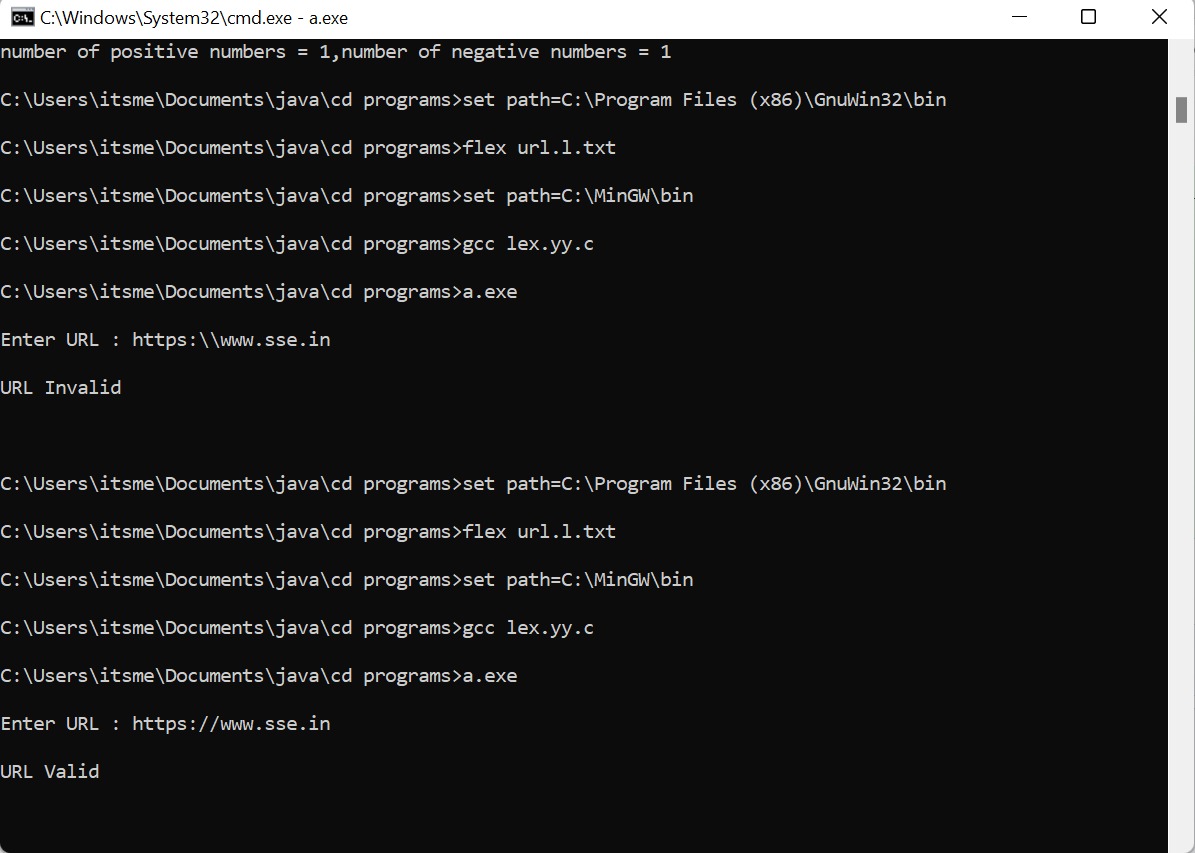 C:\Windows\System32\cmd.exe - a.exe
number of positive numbers = 1,number of negative numbers = 1
C:\Users\itsme\Documents\java\cd programs>set path=C:\Program Files (x86)\GnuWin32\bin
C:\Users\itsme\Documents\java\cd programs>flex url.l.txt
C:\Users\itsme\Documents\java\cd programs>set path=C:\MinGW\bin
C:\Users\itsme\Documents\java\cd programs>gcc lex.yy.c
C:\Users\itsme\Documents\java\cd programs>a.exe
Enter URL : https:\\www.sse.in
URL Invalid
C:\Users\itsme\Documents\java\cd programs>set path=C:\Program Files (x86)\GnuWin32\bin
C:\Users\itsme\Documents\java\cd programs>flex url.l.txt
C:\Users\itsme\Documents\java\cd programs>set path=C:\MinGW\bin
C:\Users\itsme\Documents\java\cd programs>gcc lex.yy.c
C:\Users\itsme\Documents\java\cd programs>a.exe
Enter URL : https://www.sse.in
URL Valid